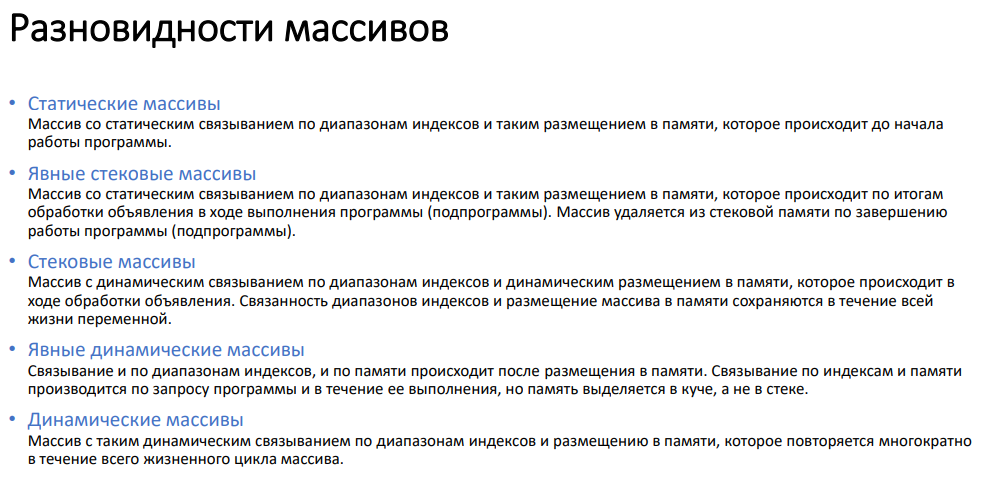 Разновидности массивов
• Статические массивы
Массив со статическим связыванием по диапазонам индексов и таким размещением в памяти, которое происходит до начала
работы программы.
• Явные стековые массивы
Массив со статическим связыванием по диапазонам индексов и таким размещением в памяти, которое происходит по итогам
обработки объявления в ходе выполнения программы (подпрограммы). Массив удаляется из стековой памяти по завершению
работы программы (подпрограммы).
• Стековые массивы
Массив с динамическим связыванием по диапазонам индексов и динамическим размещением в памяти, которое происходит в
ходе обработки объявления. Связанность диапазонов индексов и размещение массива в памяти сохраняются в течение всей
жизни переменной.
• Явные динамические массивы
Связывание и по диапазонам индексов, и по памяти происходит после размещения в памяти. Связывание по индексам и памяти
производится по запросу программы и в течение ее выполнения, но память выделяется в куче, а не в стеке.
• Динамические массивы
Массив с таким динамическим связыванием по диапазонам индексов и размещению в памяти, которое повторяется многократно
в течение всего жизненного цикла массива.